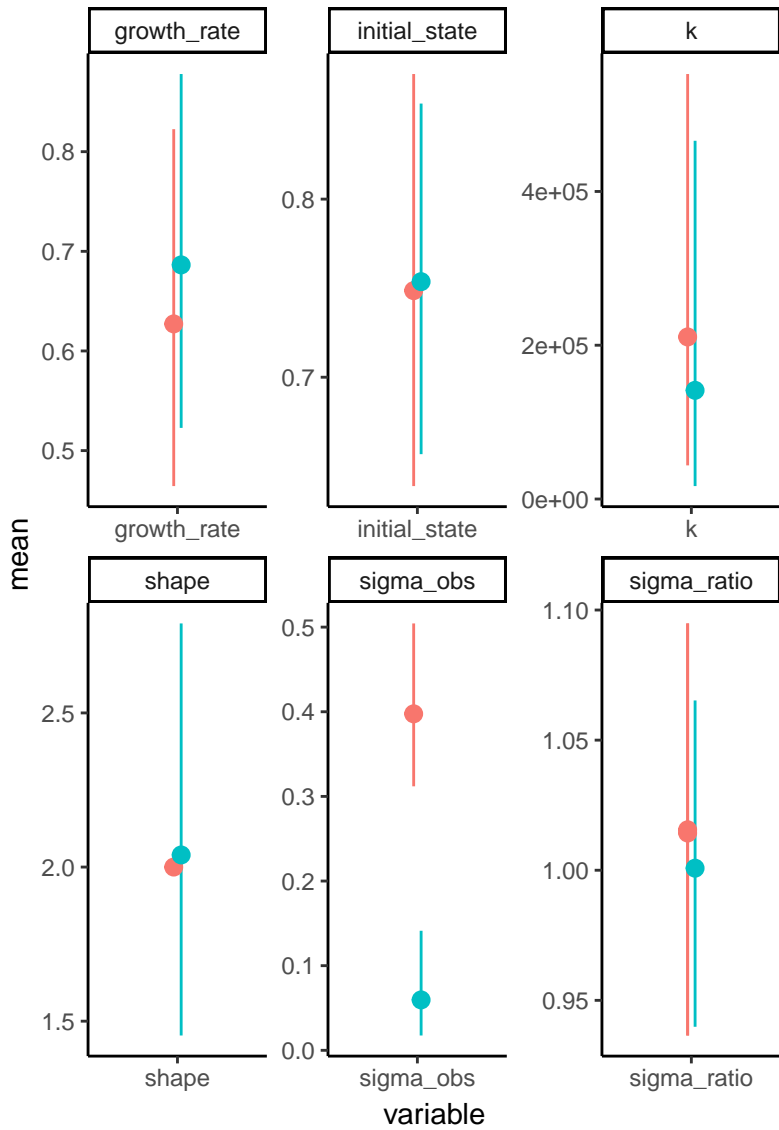 growth_rate
initial_state
k
0.8
0.7
0.6
0.5
0.8
0.7
4e+05
2e+05
0e+00
growth_rate
initial_state
k
mean
shape
sigma_obs
sigma_ratio
2.5
2.0
1.5
0.5
0.4
0.3
0.2
0.1
0.0
1.10
1.05
1.00
0.95
shape
sigma_obs
sigma_ratio
variable